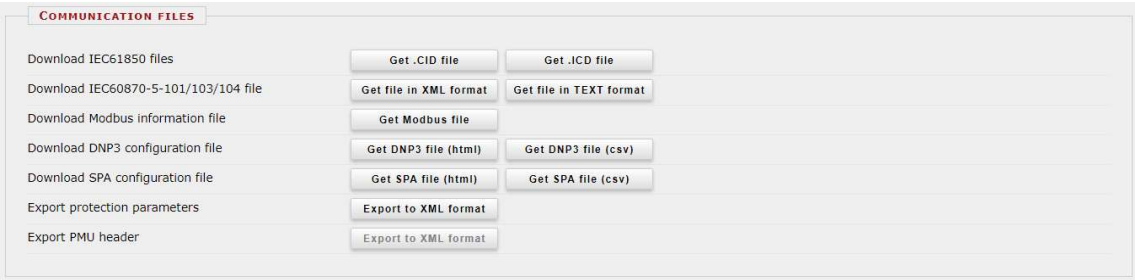 COMMUNICATION FILES
Download IEC61850 files Get .CID file Get .ICD file
Download IEC60870-5-101/103/104 file Get file in XML format Get file in TEXT format
Download Modbus information file Get Modbus file
Download DNP3 configuration file Get DNP3 file (html) Get DNP3 file (csv)
Download SPA configuration file Get SPA file (html) Get SPA file (csv)
Export protection parameters Export to XML format
Export PMU header Export to XML format